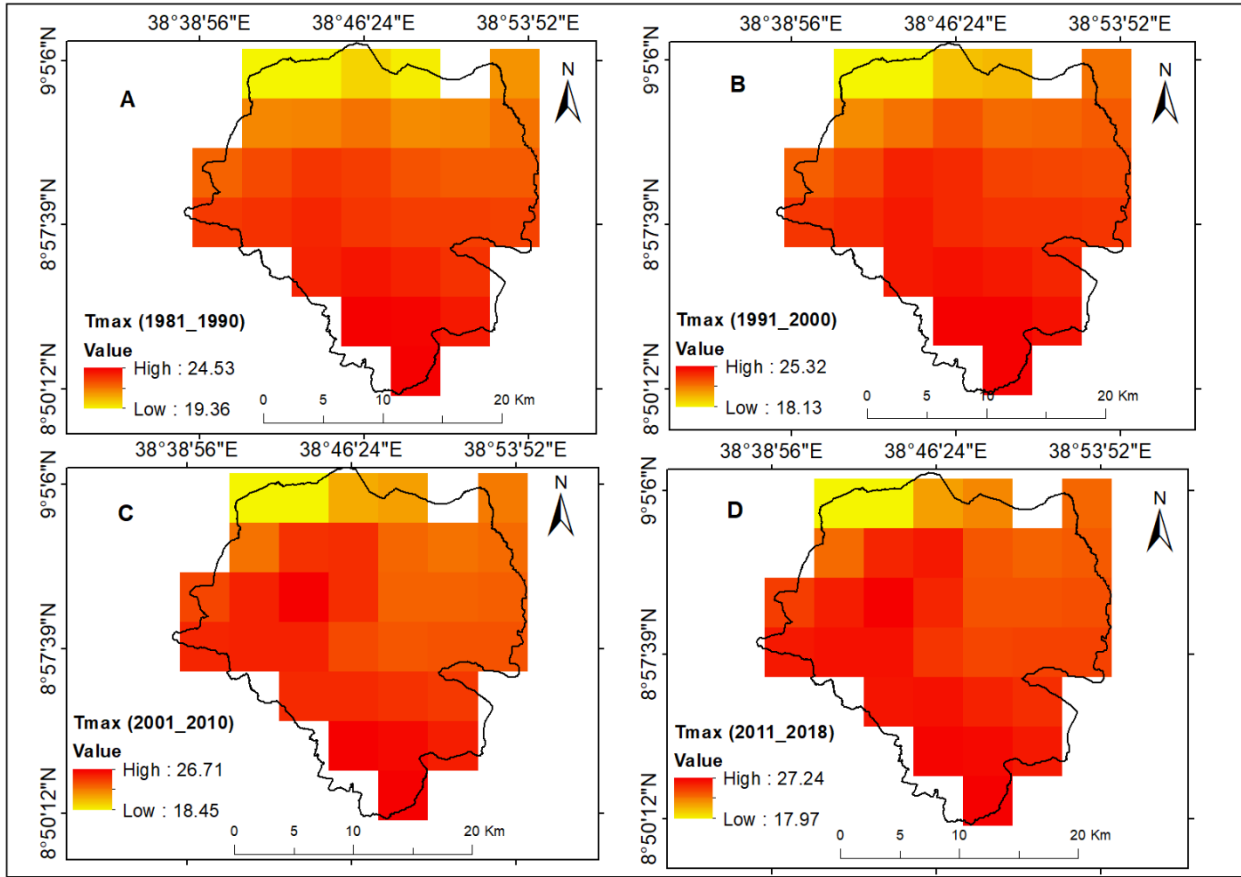 38°38'56"E 38°46'24"E 38°53'52"E
9°5'6"N
8°57'39"N
8°50'12"N
A
N
Tmax (1981_1990)
Value
High : 24.53
Low : 19.36
0 5 10 20 Km
38°38'56"E 38°46'24"E 38°53'52"E
9°5'6"N
8°57'39"N
8°50'12"N
B
N
Tmax (1991_2000)
Value
High : 25.32
Low : 18.13
0 5 10 20 Km
38°38'56"E 38°46'24"E 38°53'52"E
9°5'6"N
8°57'39"N
8°50'12"N
C
N
Tmax (2001_2010)
Value
High : 26.71
Low : 18.45
0 5 10 20 Km
38°38'56"E 38°46'24"E 38°53'52"E
9°5'6"N
8°57'39"N
8°50'12"N
D
N
Tmax (2011_2018)
Value
High : 27.24
Low : 17.97
0 5 10 20 Km